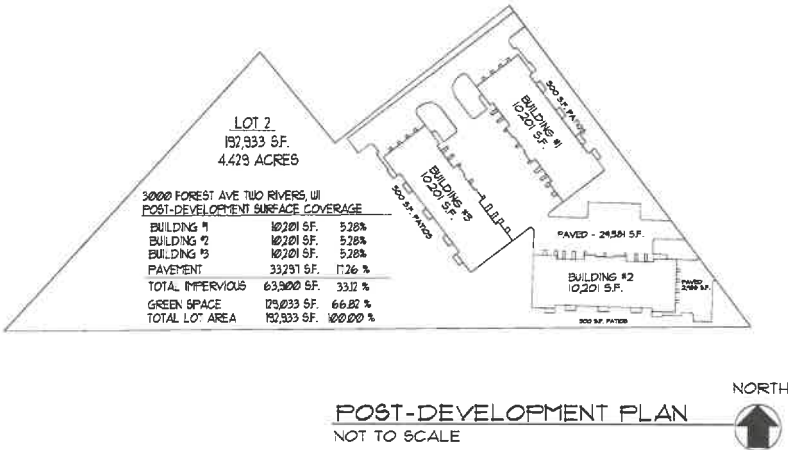 LOT 2
192,933 S.F.
4.429 ACRES
3000 FOREST AVE TWO RIVERS, WI
POST-DEVELOPMENT SURFACE COVERAGE
BUILDING #1 10,201 S.F. 5.28%
BUILDING #2 10,201 S.F. 5.28%
BUILDING #3 10,201 S.F. 5.28%
PAVEMENT 33,297 S.F. 17.26 %
TOTAL IMPERVIOUS 63,900 S.F. 33.12 %
GREEN SPACE 129,033 S.F. 66.82 %
TOTAL LOT AREA 192,933 S.F. 100.00 %
BUILDING #1
10,201 S.F.
500 S.F. PATIOS
BUILDING #3
10,201 S.F.
500 S.F. PATIOS
PAVED - 29,581 S.F.
BUILDING #2
10,201 S.F.
PAVED
500 S.F. PATIOS
POST-DEVELOPMENT PLAN
NOT TO SCALE
NORTH